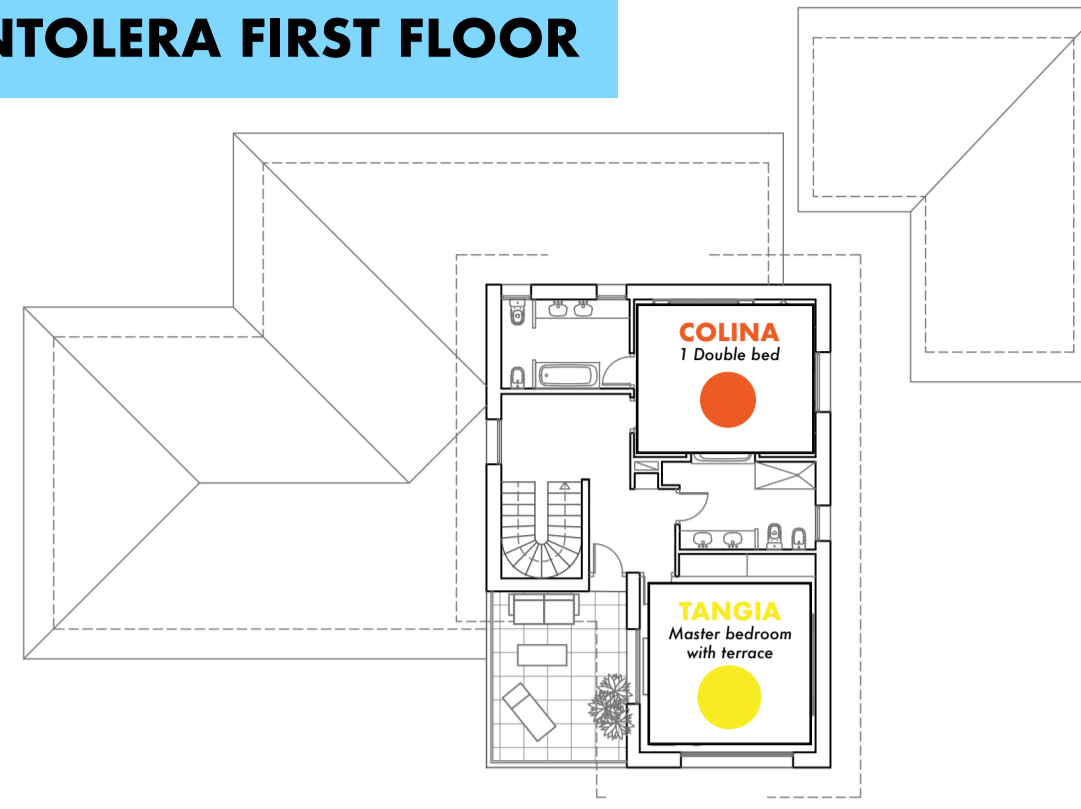 NTOLERA FIRST FLOOR
COLINA
1 Double bed
TANGIA
Master bedroom
with terrace